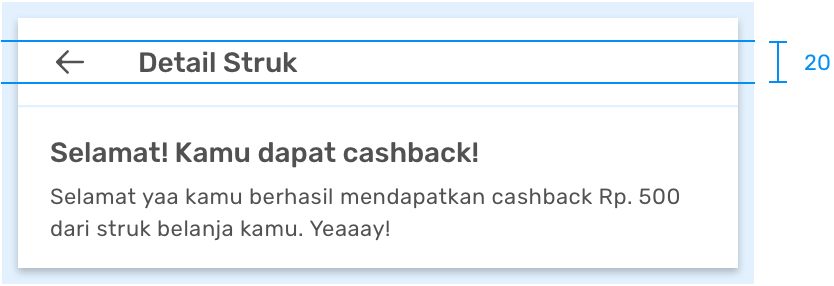 Detail Struk
20
Selamat! Kamu dapat cashback!
Selamat yaa kamu berhasil mendapatkan cashback Rp. 500
dari struk belanja kamu. Yeaaay!